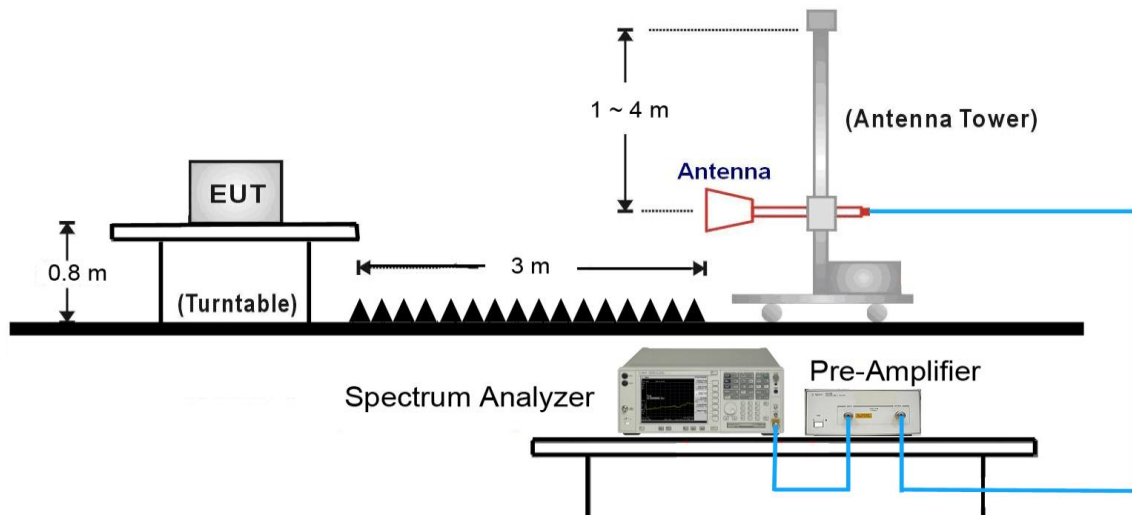 1 ~ 4 m
(Antenna Tower)
Antenna
EUT
0.8 m
3 m
(Turntable)
Spectrum Analyzer
Pre-Amplifier